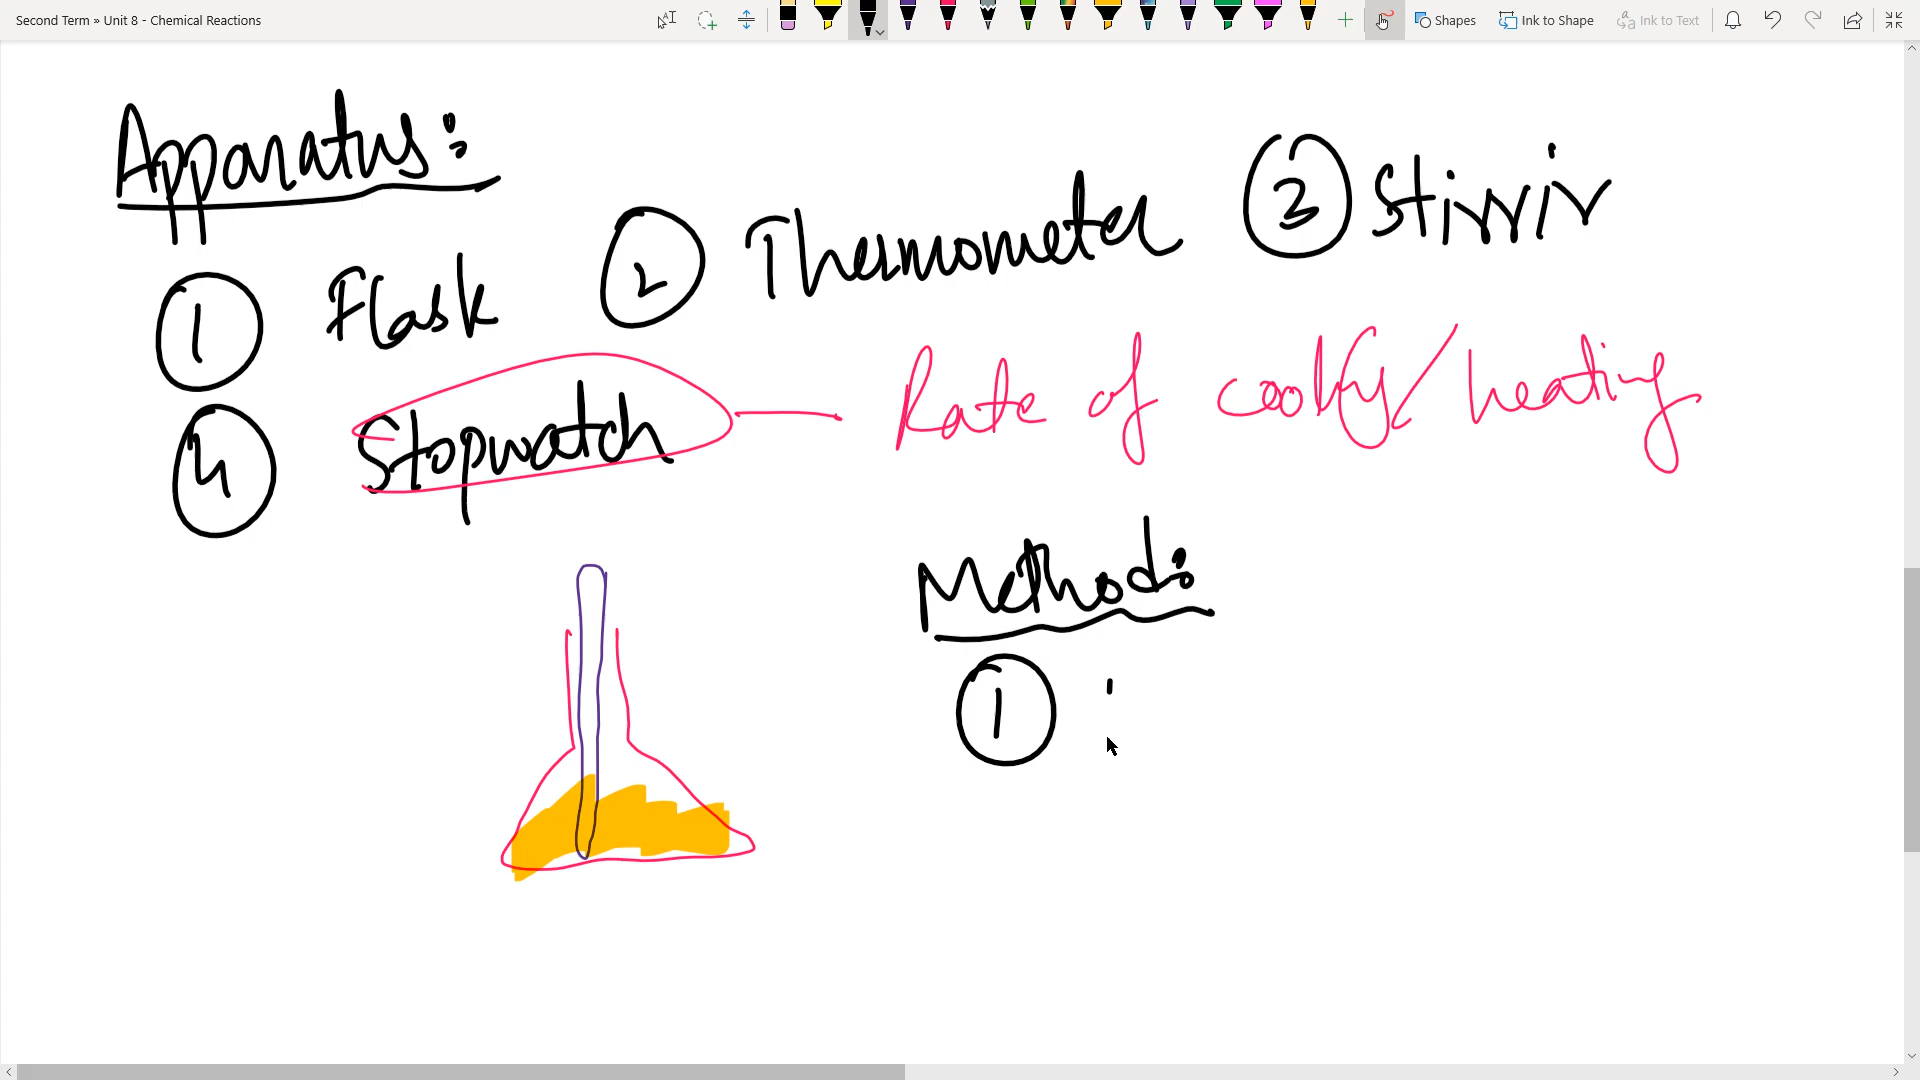 Second Term » Unit 8 - Chemical Reactions
Shapes
Ink to Shape
Ink to Text
Apparatus:
① Flask ② Thermometer ③ Stirrir
④ Stopwatch — Rate of cooling/heating
Method:
①